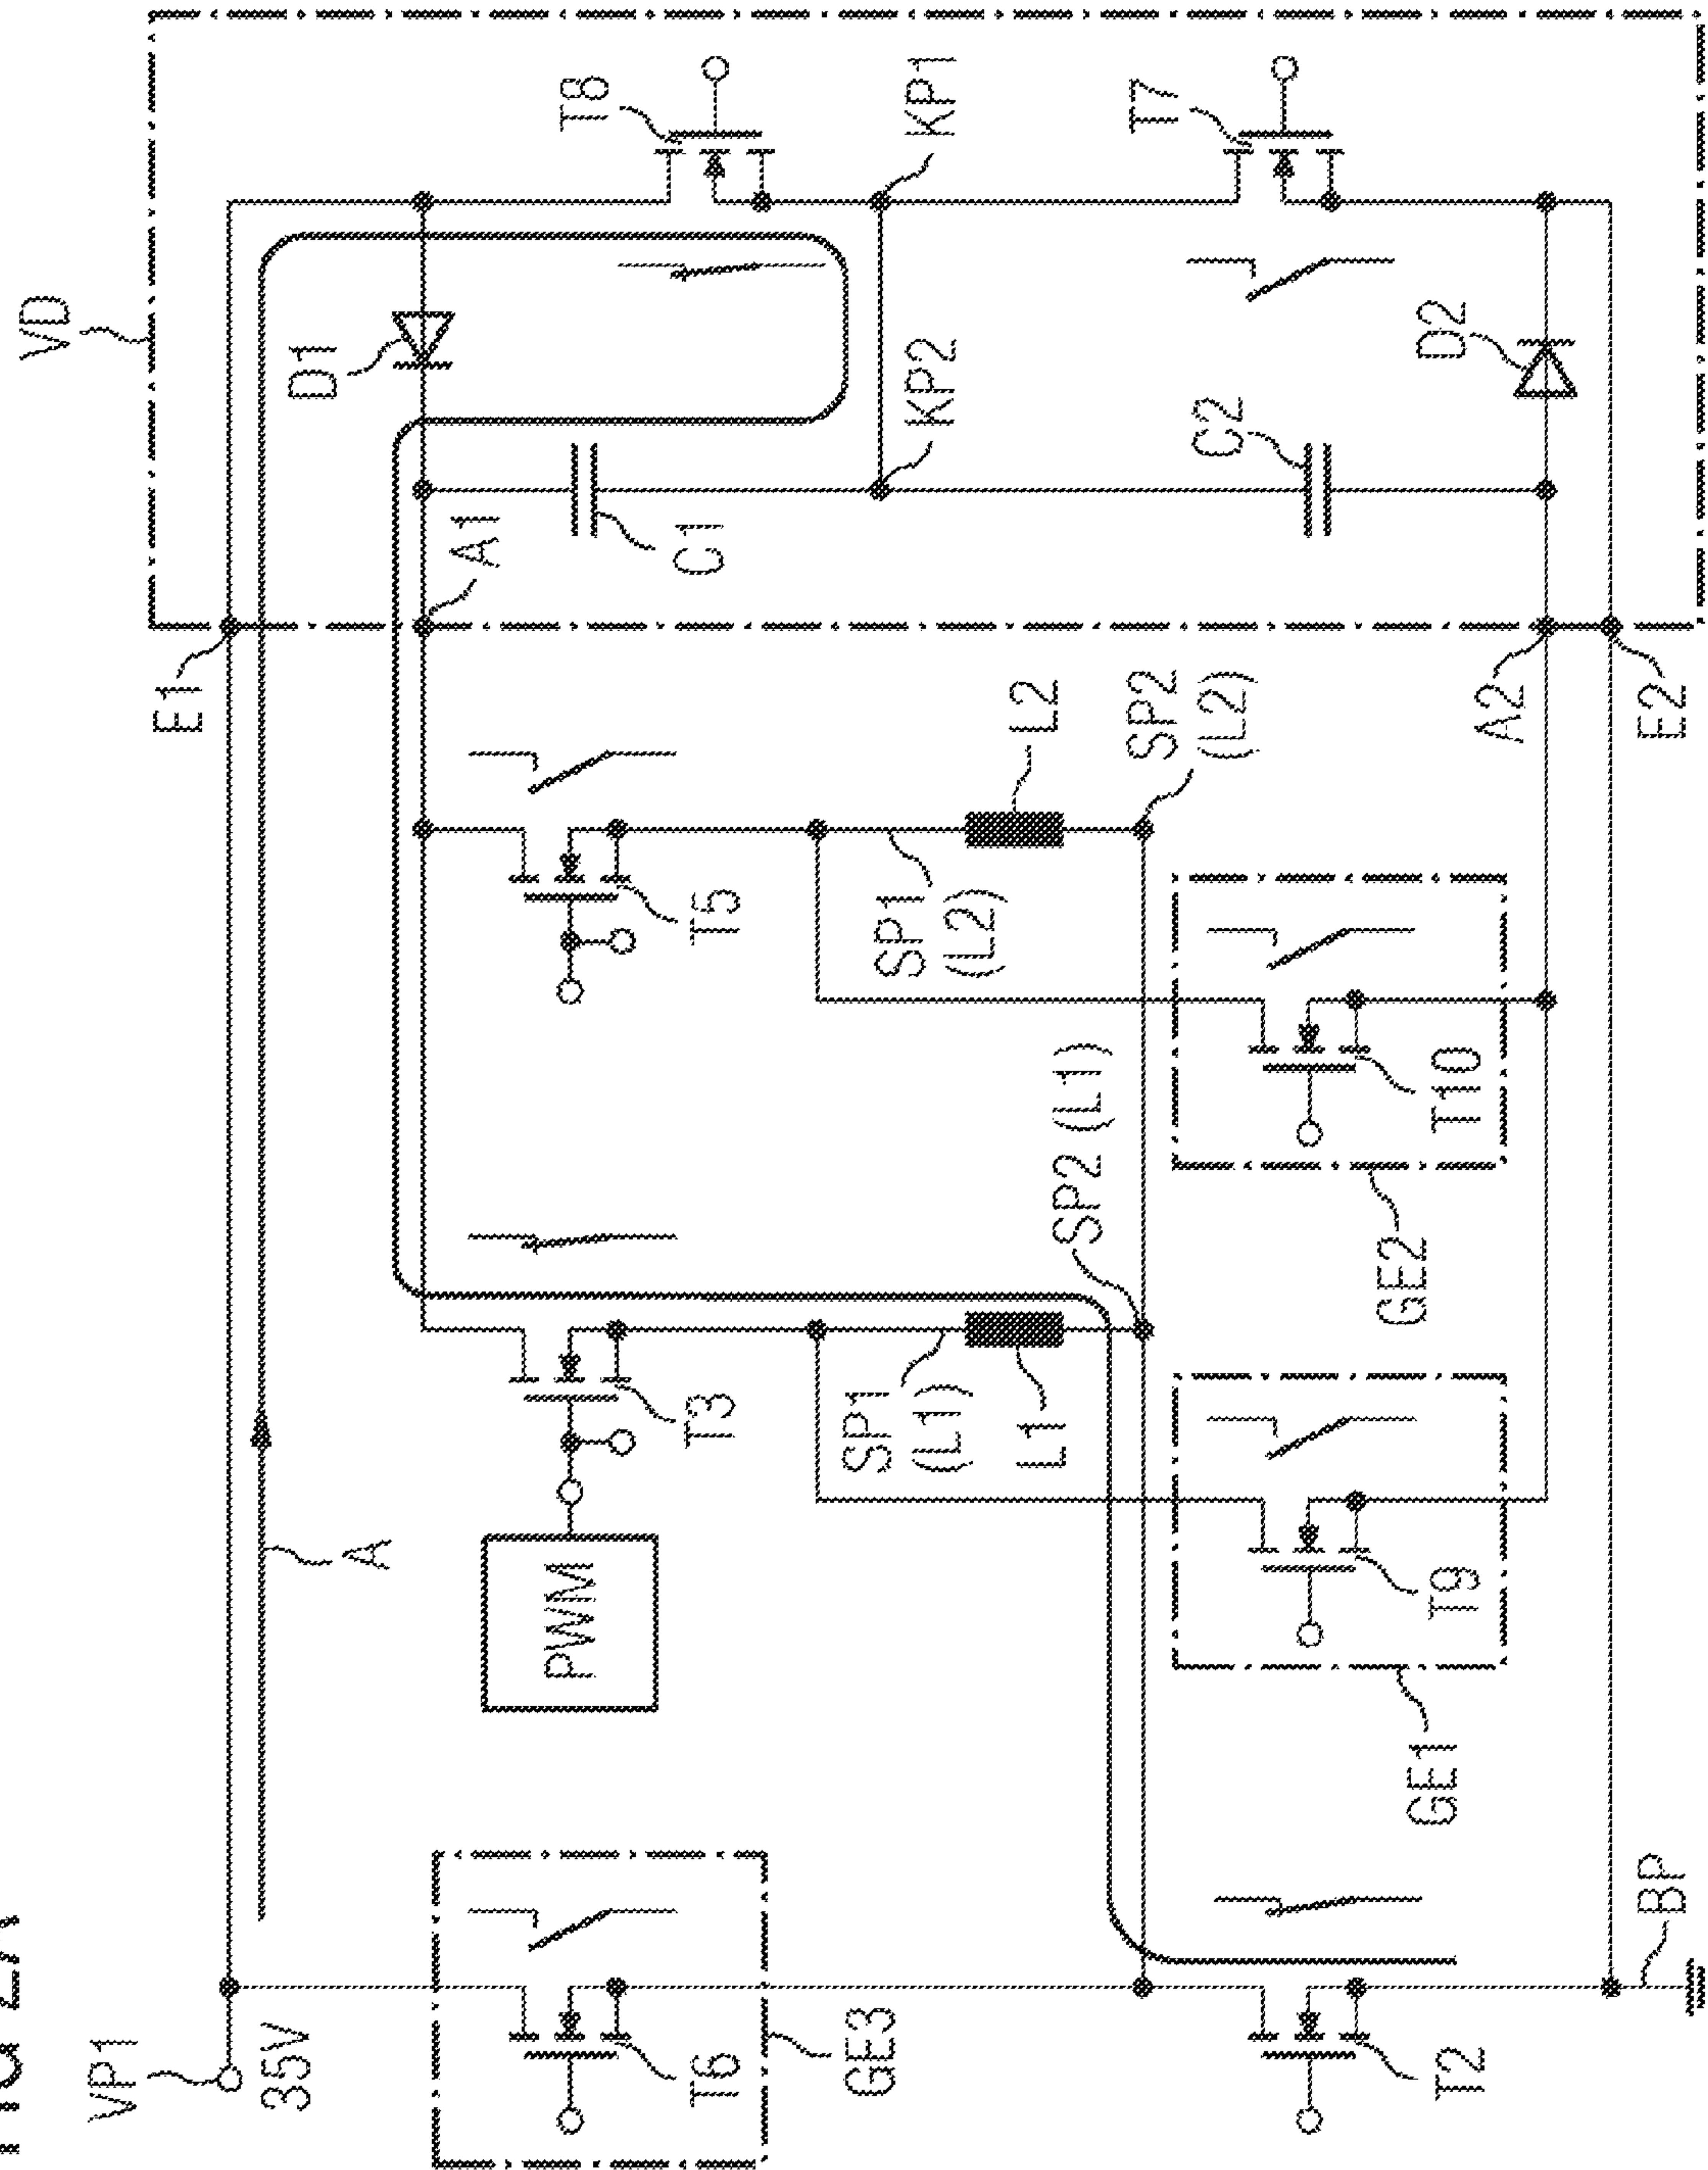 VD
T8
KP1
T7
D1
KP2
C2
D2
A1
C1
E1
L2
SP2
(L2)
A2
E2
T5
SP1
(L2)
SP2 (L1)
T10
GE2
T3
SP1
(L1)
L1
A
PWM
T9
GE1
BP
VP1
35V
T6
GE3
T2